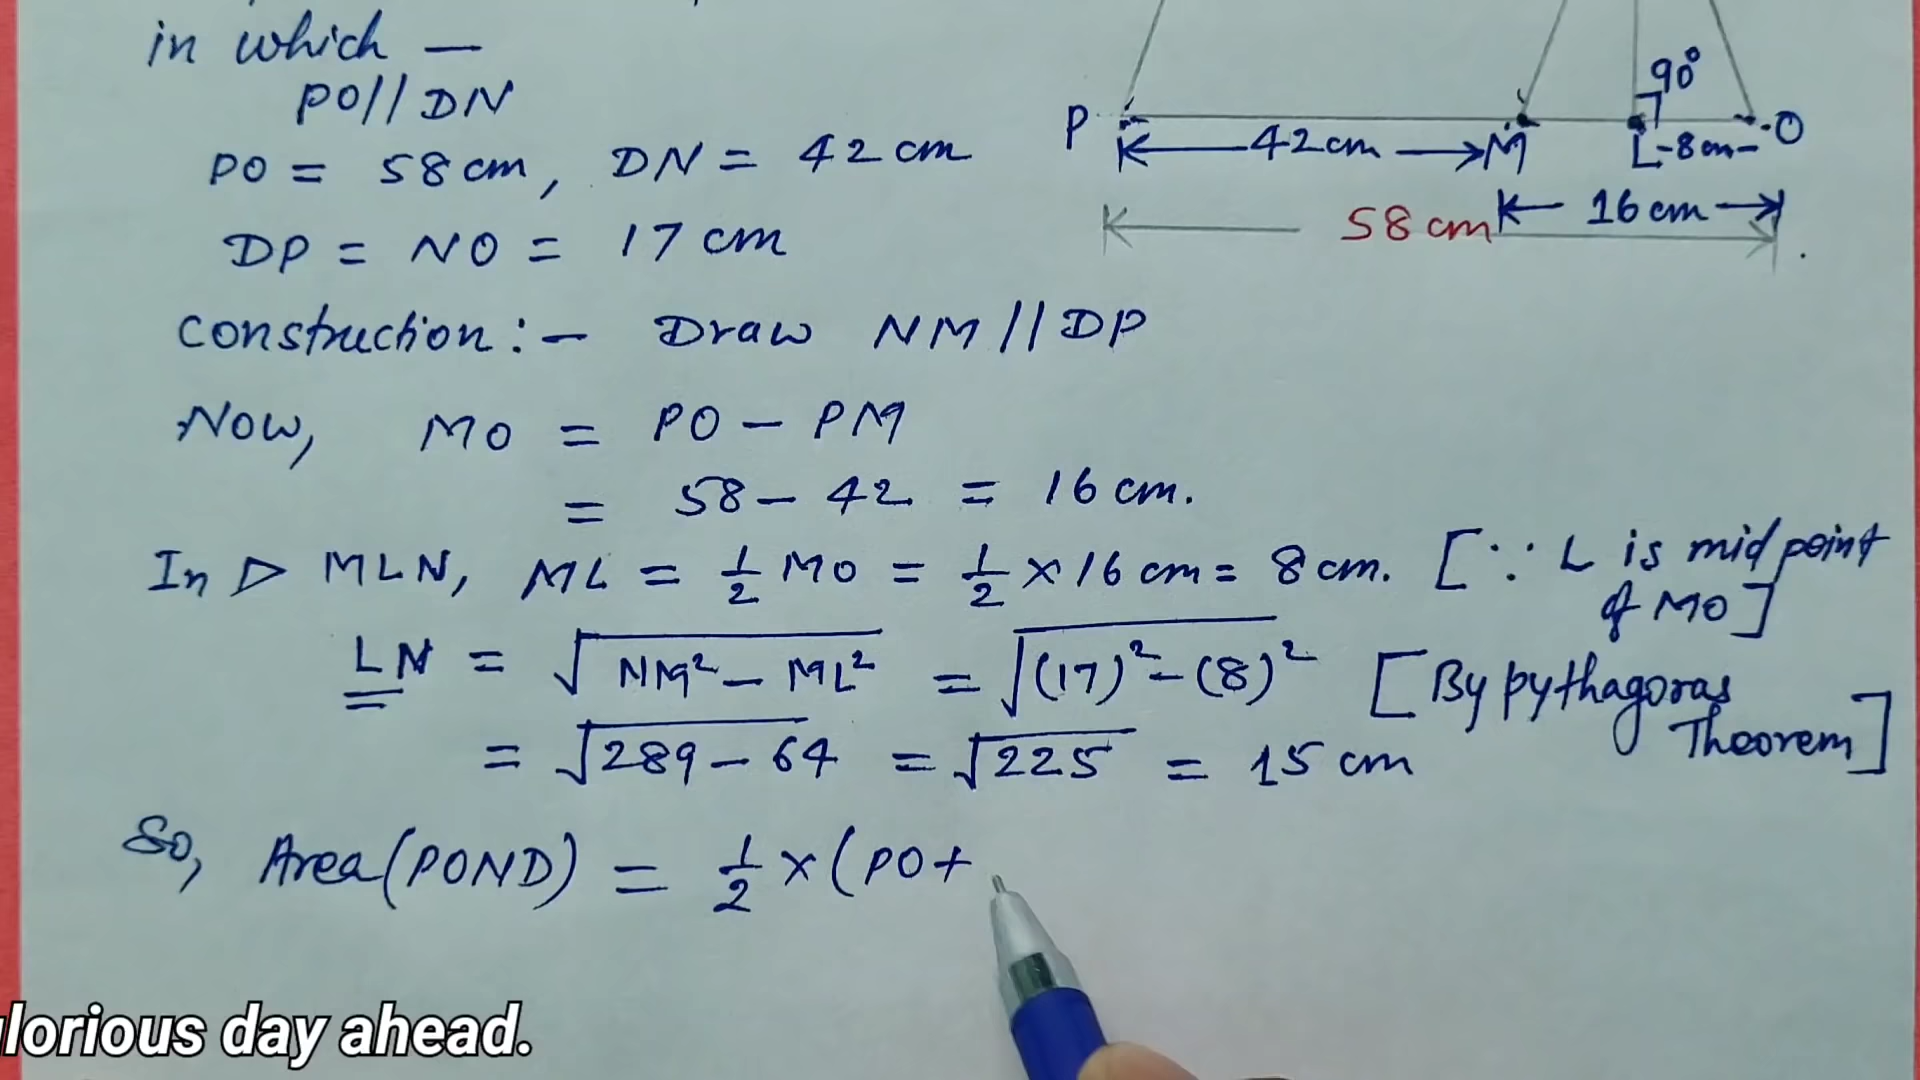 in which —
PO//DN
PO = 58 cm, DN = 42 cm
DP = NO = 17 cm
construction:- Draw NM//DP
Now, MO = PO - PM
= 58 - 42 = 16 cm.
In ▷ MLN, ML = 1/2 MO = 1/2 × 16 cm = 8 cm. [∵ L is mid point
of MO]
LN = √NM² - ML² = √(17)² - (8)² [By pythagoras
Theorem]
= √289 - 64 = √225 = 15 cm
So, Area(POND) = 1/2 × (PO+
90°
P M L O
42 cm
8 cm
16 cm
58 cm
lorious day ahead.